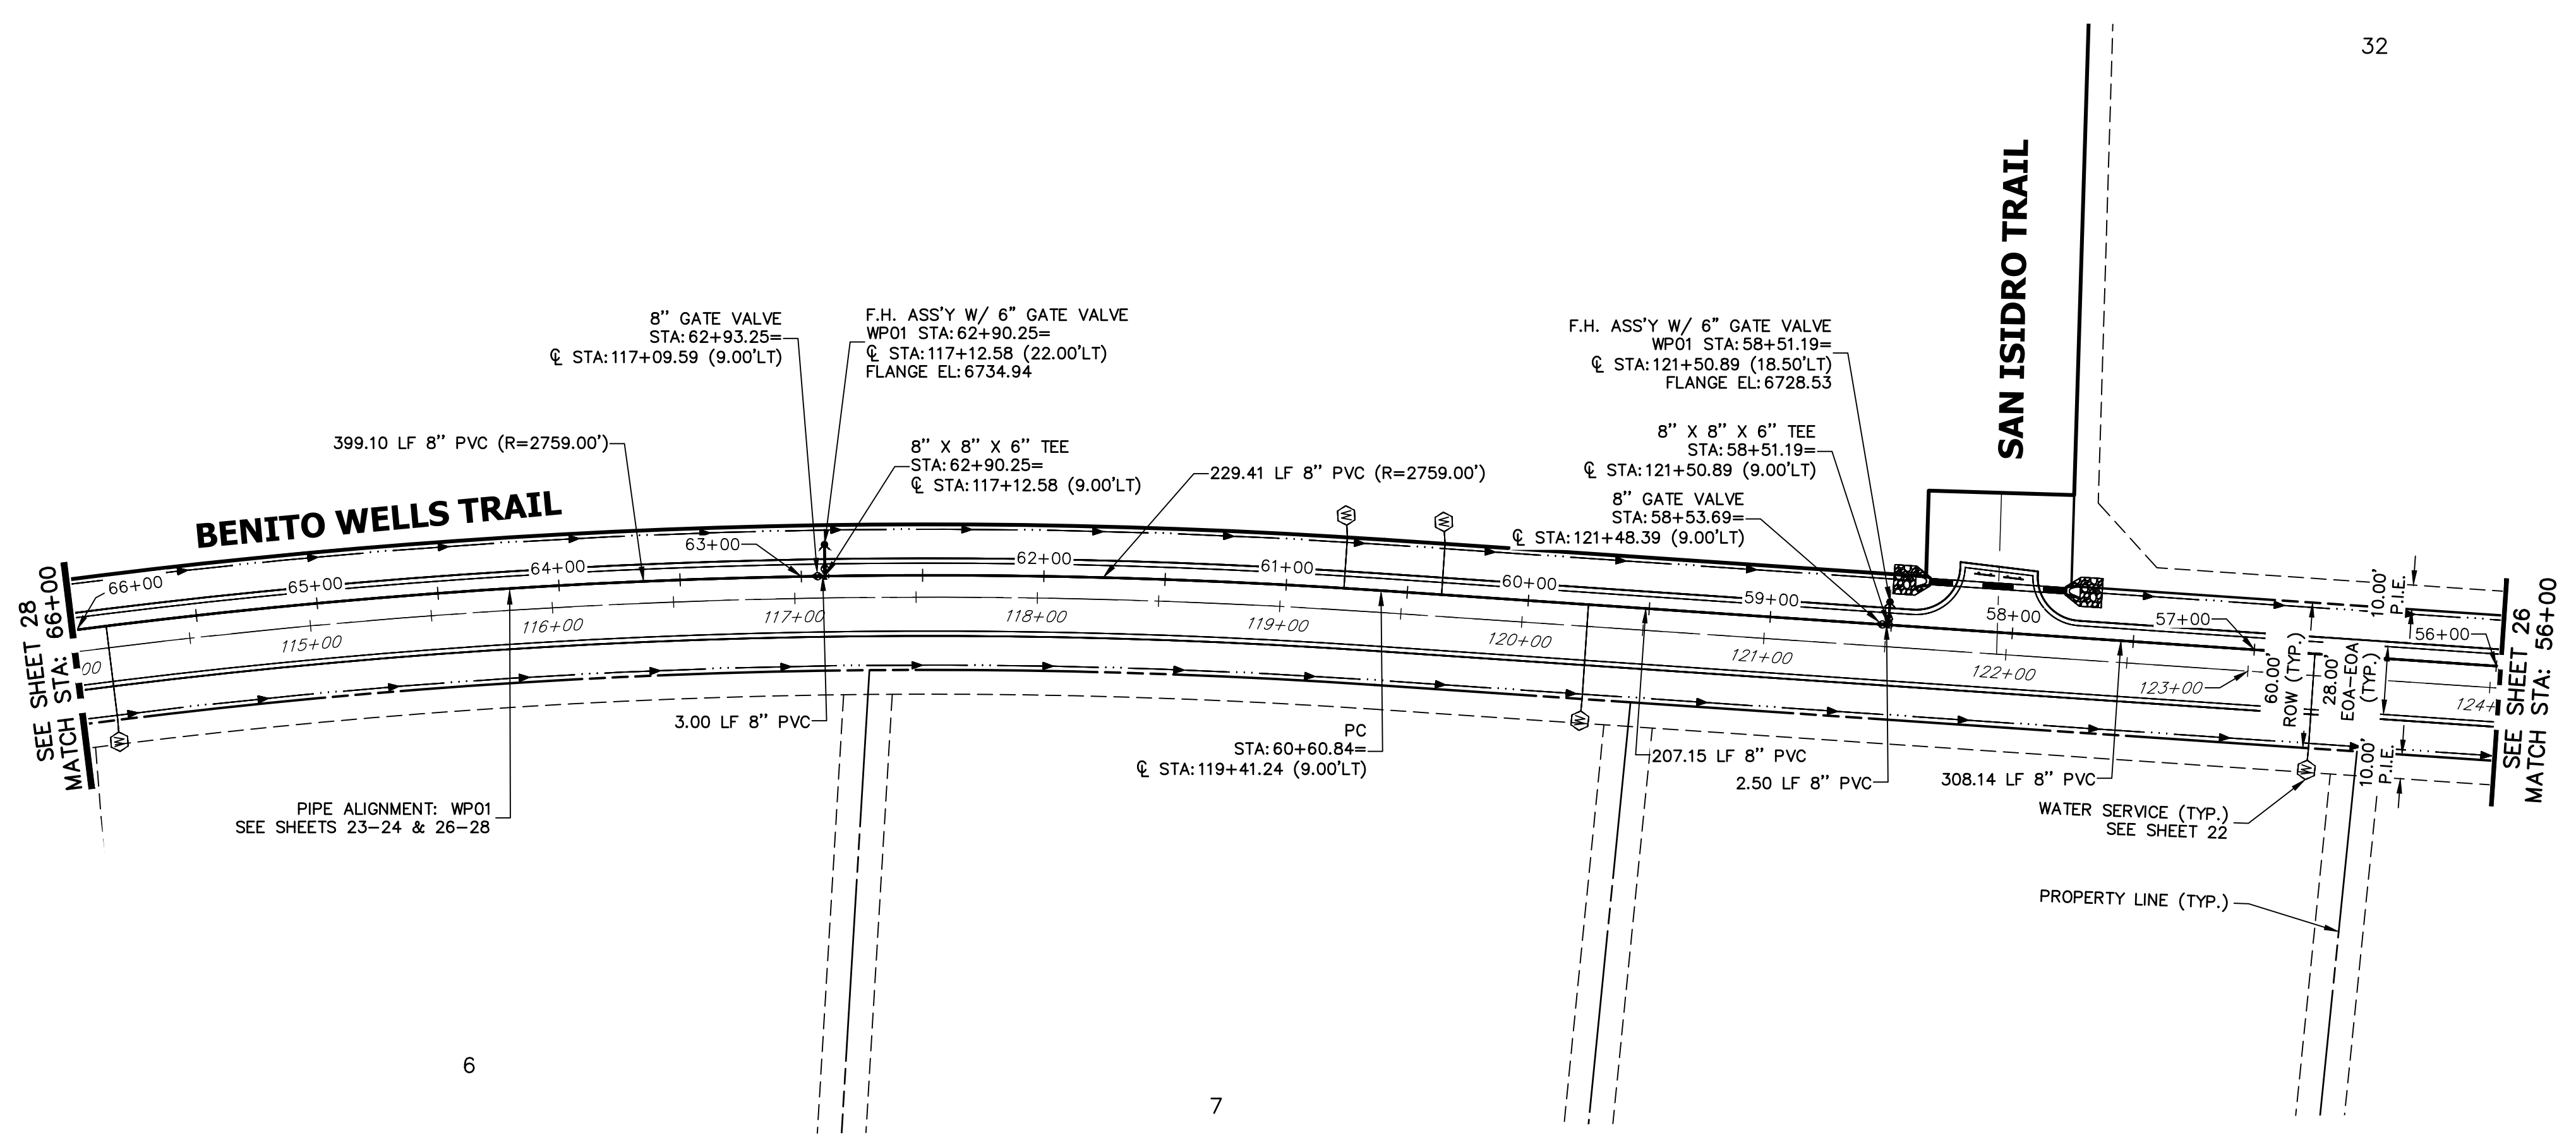 32
SAN ISIDRO TRAIL
8" GATE VALVE
STA:62+93.25=
℄ STA:117+09.59 (9.00'LT)
F.H. ASS'Y W/ 6" GATE VALVE
WP01 STA:62+90.25=
℄ STA:117+12.58 (22.00'LT)
FLANGE EL:6734.94
F.H. ASS'Y W/ 6" GATE VALVE
WP01 STA:58+51.19=
℄ STA:121+50.89 (18.50'LT)
FLANGE EL:6728.53
399.10 LF 8" PVC (R=2759.00')
8" X 8" X 6" TEE
STA:62+90.25=
℄ STA:117+12.58 (9.00'LT)
229.41 LF 8" PVC (R=2759.00')
8" X 8" X 6" TEE
STA:58+51.19=
℄ STA:121+50.89 (9.00'LT)
8" GATE VALVE
STA:58+53.69=
℄ STA:121+48.39 (9.00'LT)
BENITO WELLS TRAIL
SEE SHEET 28
MATCH STA: 66+00
66+00
65+00
64+00
63+00
62+00
61+00
60+00
59+00
58+00
57+00
56+00
00
115+00
116+00
117+00
118+00
119+00
120+00
121+00
122+00
123+00
124+
W
W
W
W
W
10.00'
P.I.E.
60.00'
ROW (TYP.)
28.00'
EOA-EOA
(TYP.)
10.00'
P.I.E.
SEE SHEET 26
MATCH STA: 56+00
3.00 LF 8" PVC
PC
STA:60+60.84=
℄ STA:119+41.24 (9.00'LT)
207.15 LF 8" PVC
2.50 LF 8" PVC
308.14 LF 8" PVC
PIPE ALIGNMENT: WP01
SEE SHEETS 23-24 & 26-28
WATER SERVICE (TYP.)
SEE SHEET 22
PROPERTY LINE (TYP.)
6
7